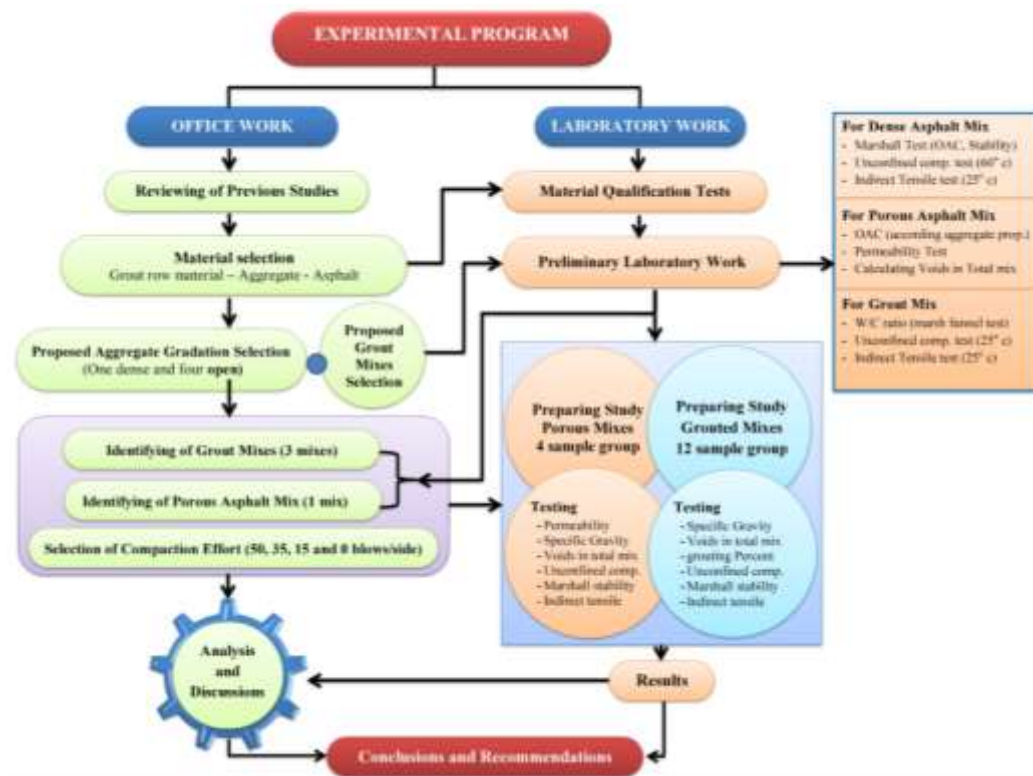 EXPERIMENTAL PROGRAM
OFFICE WORK
LABORATORY WORK
Reviewing of Previous Studies
Material selection
Grout row material – Aggregate - Asphalt
Proposed Aggregate Gradation Selection
(One dense and four open)
Proposed
Grout
Mixes
Selection
Identifying of Grout Mixes (3 mixes)
Identifying of Porous Asphalt Mix (1 mix)
Selection of Compaction Effort (50, 35, 15 and 0 blows/side)
Analysis
and
Discussions
Material Qualification Tests
Preliminary Laboratory Work
Preparing Study
Porous Mixes
4 sample group
Preparing Study
Grouted Mixes
12 sample group
Testing
- Permeability
- Specific Gravity
- Voids in total mix
- Unconfined comp.
- Marshall stability
- Indirect tensile
Testing
- Specific Gravity
- Voids in total mix
- grouting Percent
- Unconfined comp.
- Marshall stability
- Indirect tensile
Results
Conclusions and Recommendations
For Dense Asphalt Mix
- Marshall Test (OAC, Stability)
- Unconfined comp. test (60° c)
- Indirect Tensile test (25° c)
For Porous Asphalt Mix
- OAC (according aggregate prop.)
- Permeability Test
- Calculating Voids in Total mix
For Grout Mix
- W/C ratio (marsh funnel test)
- Unconfined comp. test (25° c)
- Indirect Tensile test (25° c)